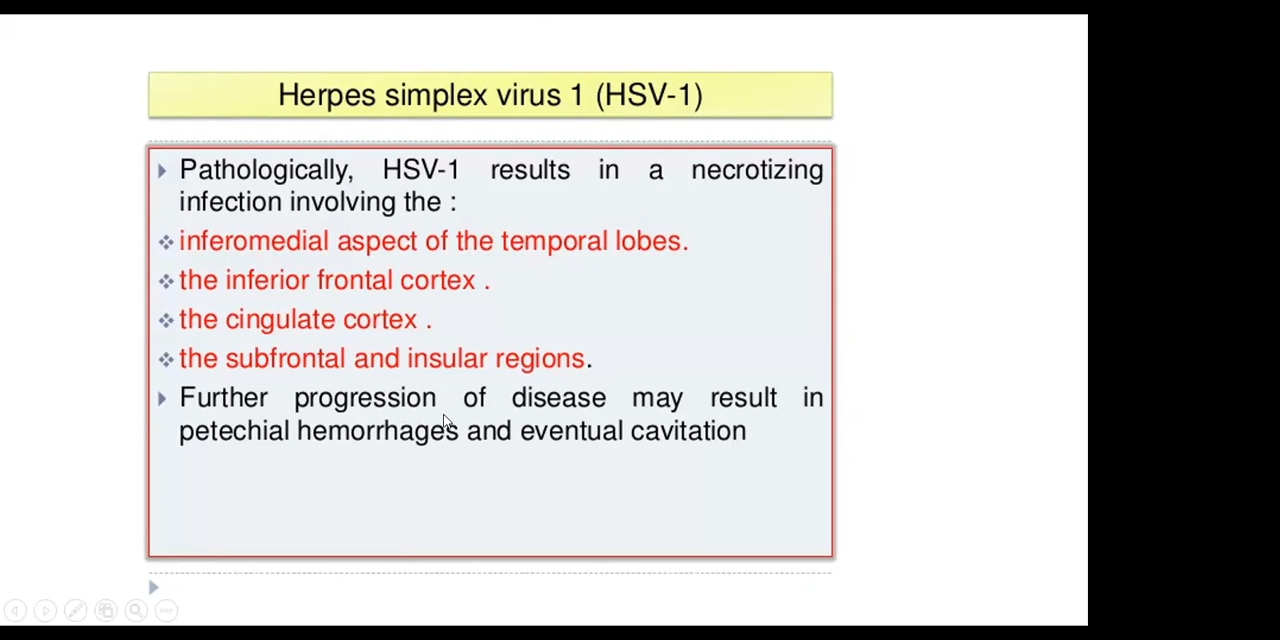 Herpes simplex virus 1 (HSV-1)
Pathologically, HSV-1 results in a necrotizing
infection involving the :
inferomedial aspect of the temporal lobes.
the inferior frontal cortex .
the cingulate cortex .
the subfrontal and insular regions.
Further progression of disease may result in
petechial hemorrhages and eventual cavitation